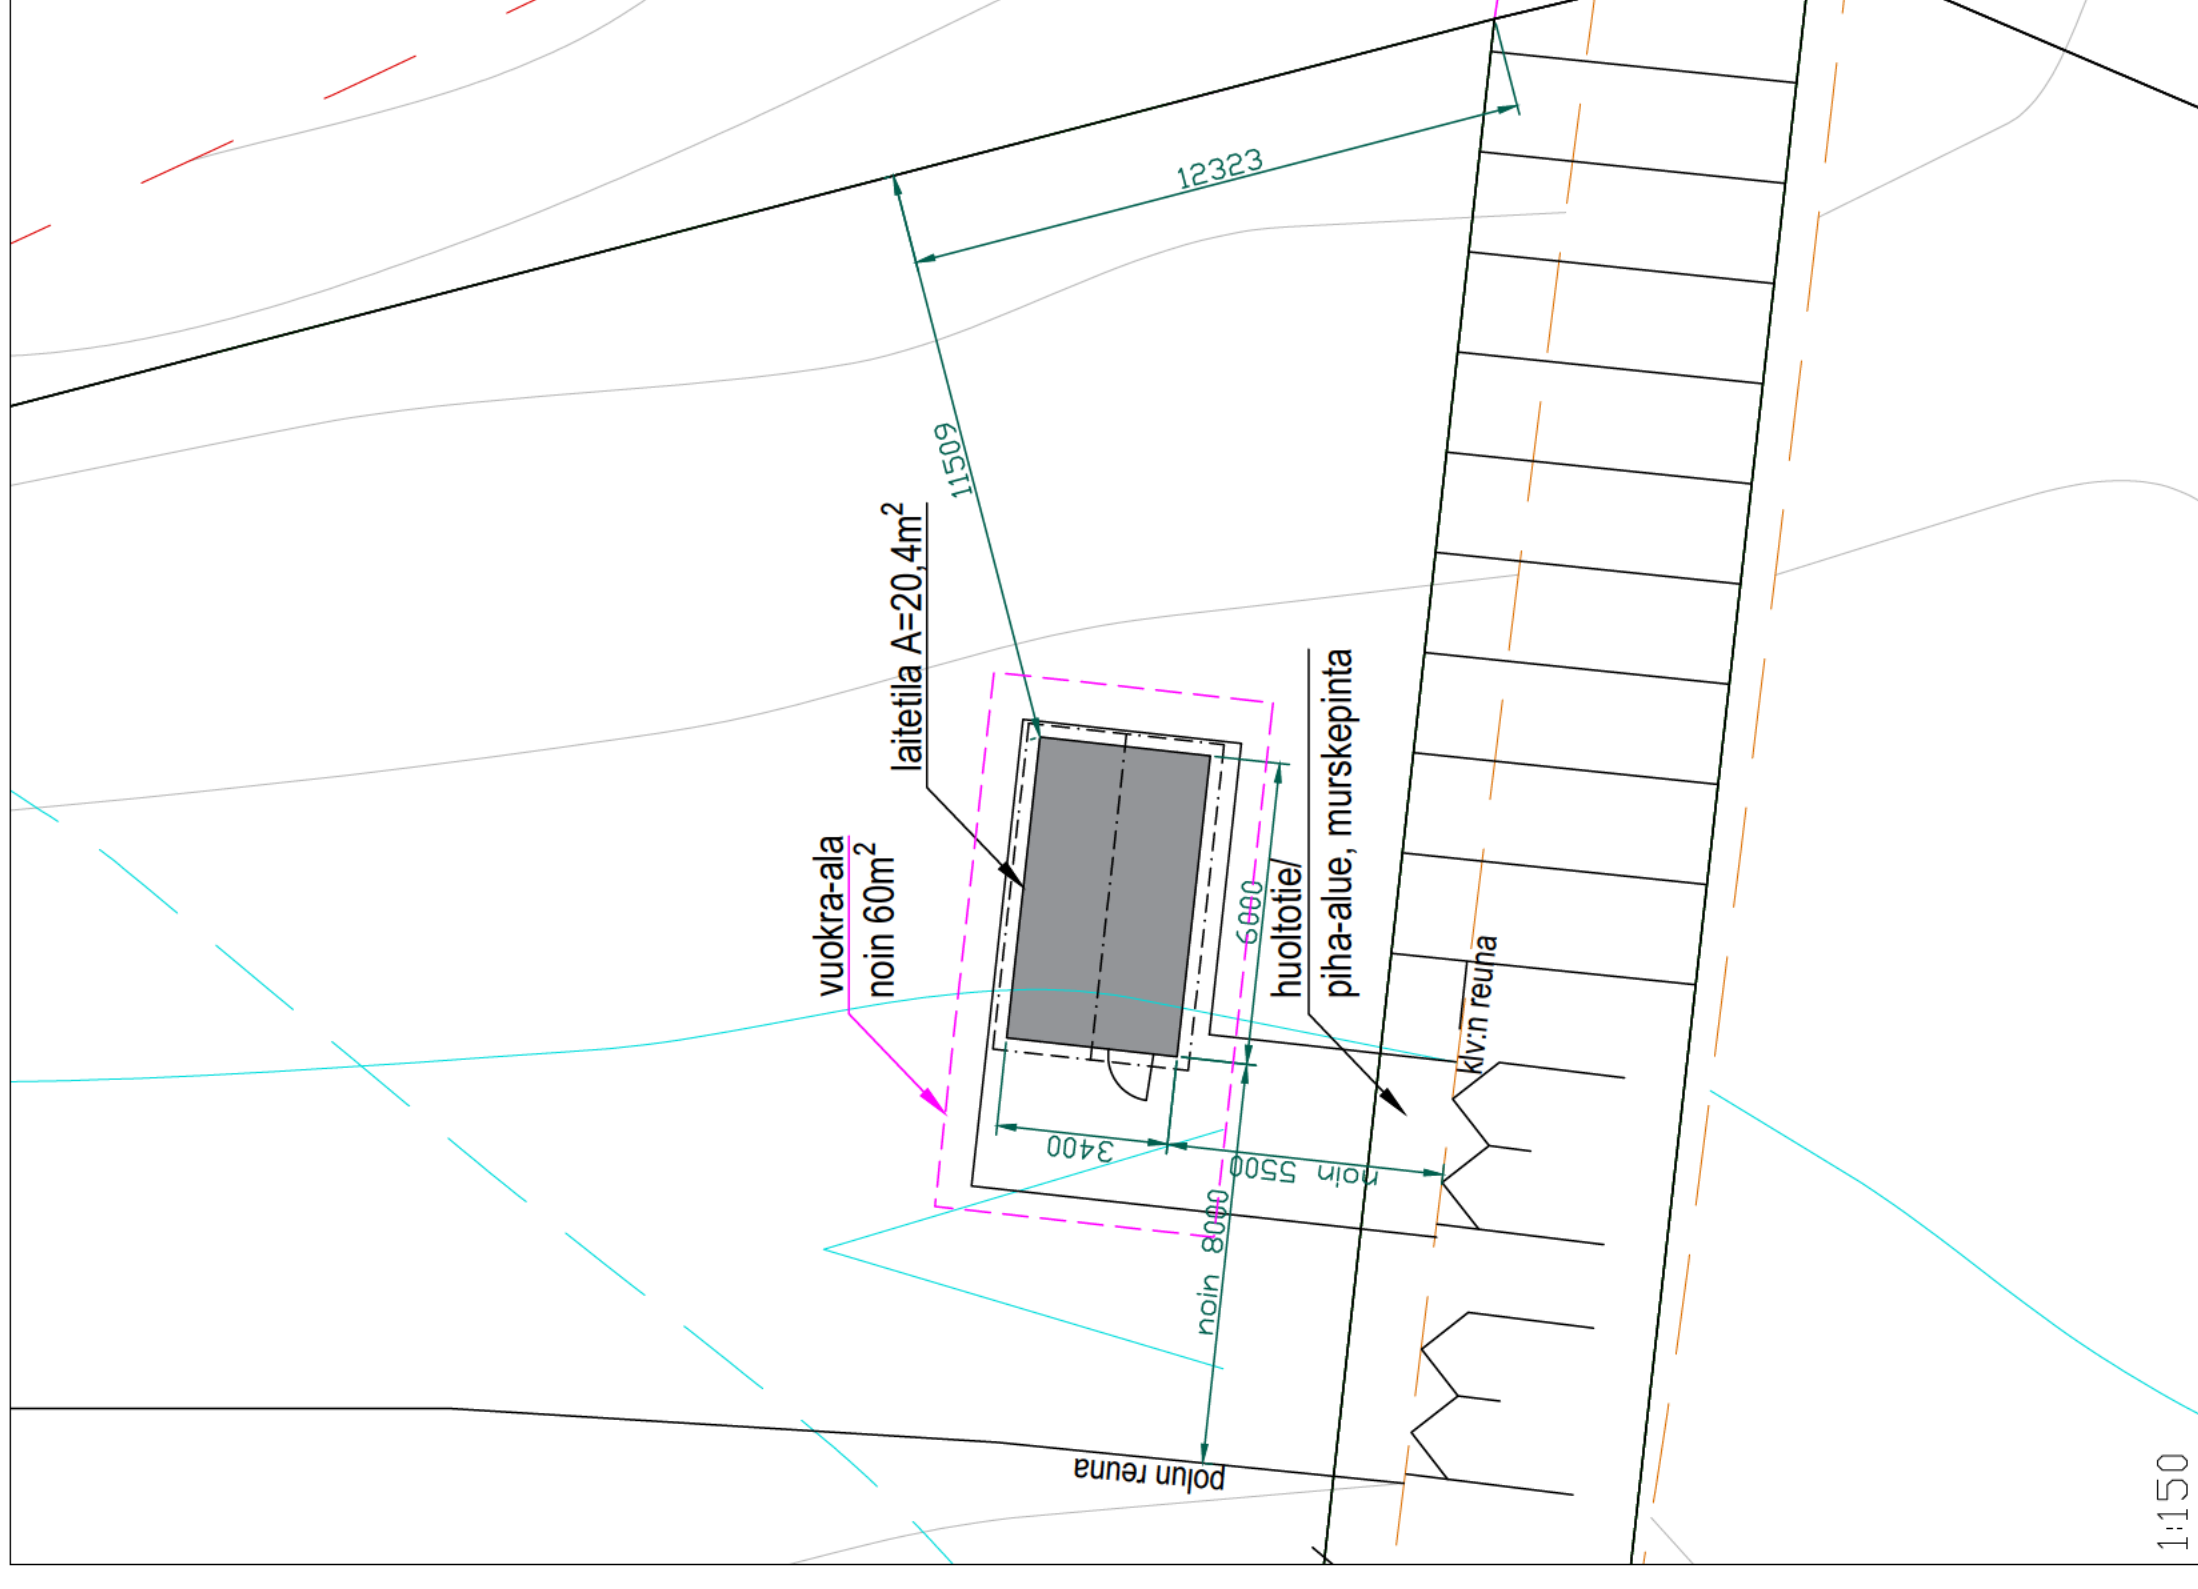 12323
11509
laitetila A=20,4m²
vuokra-ala
noin 60m²
6000
huoltotie/
piha-alue, murskepinta
klv:n reuna
3400
noin 5500
noin 8000
polun reuna
1:150